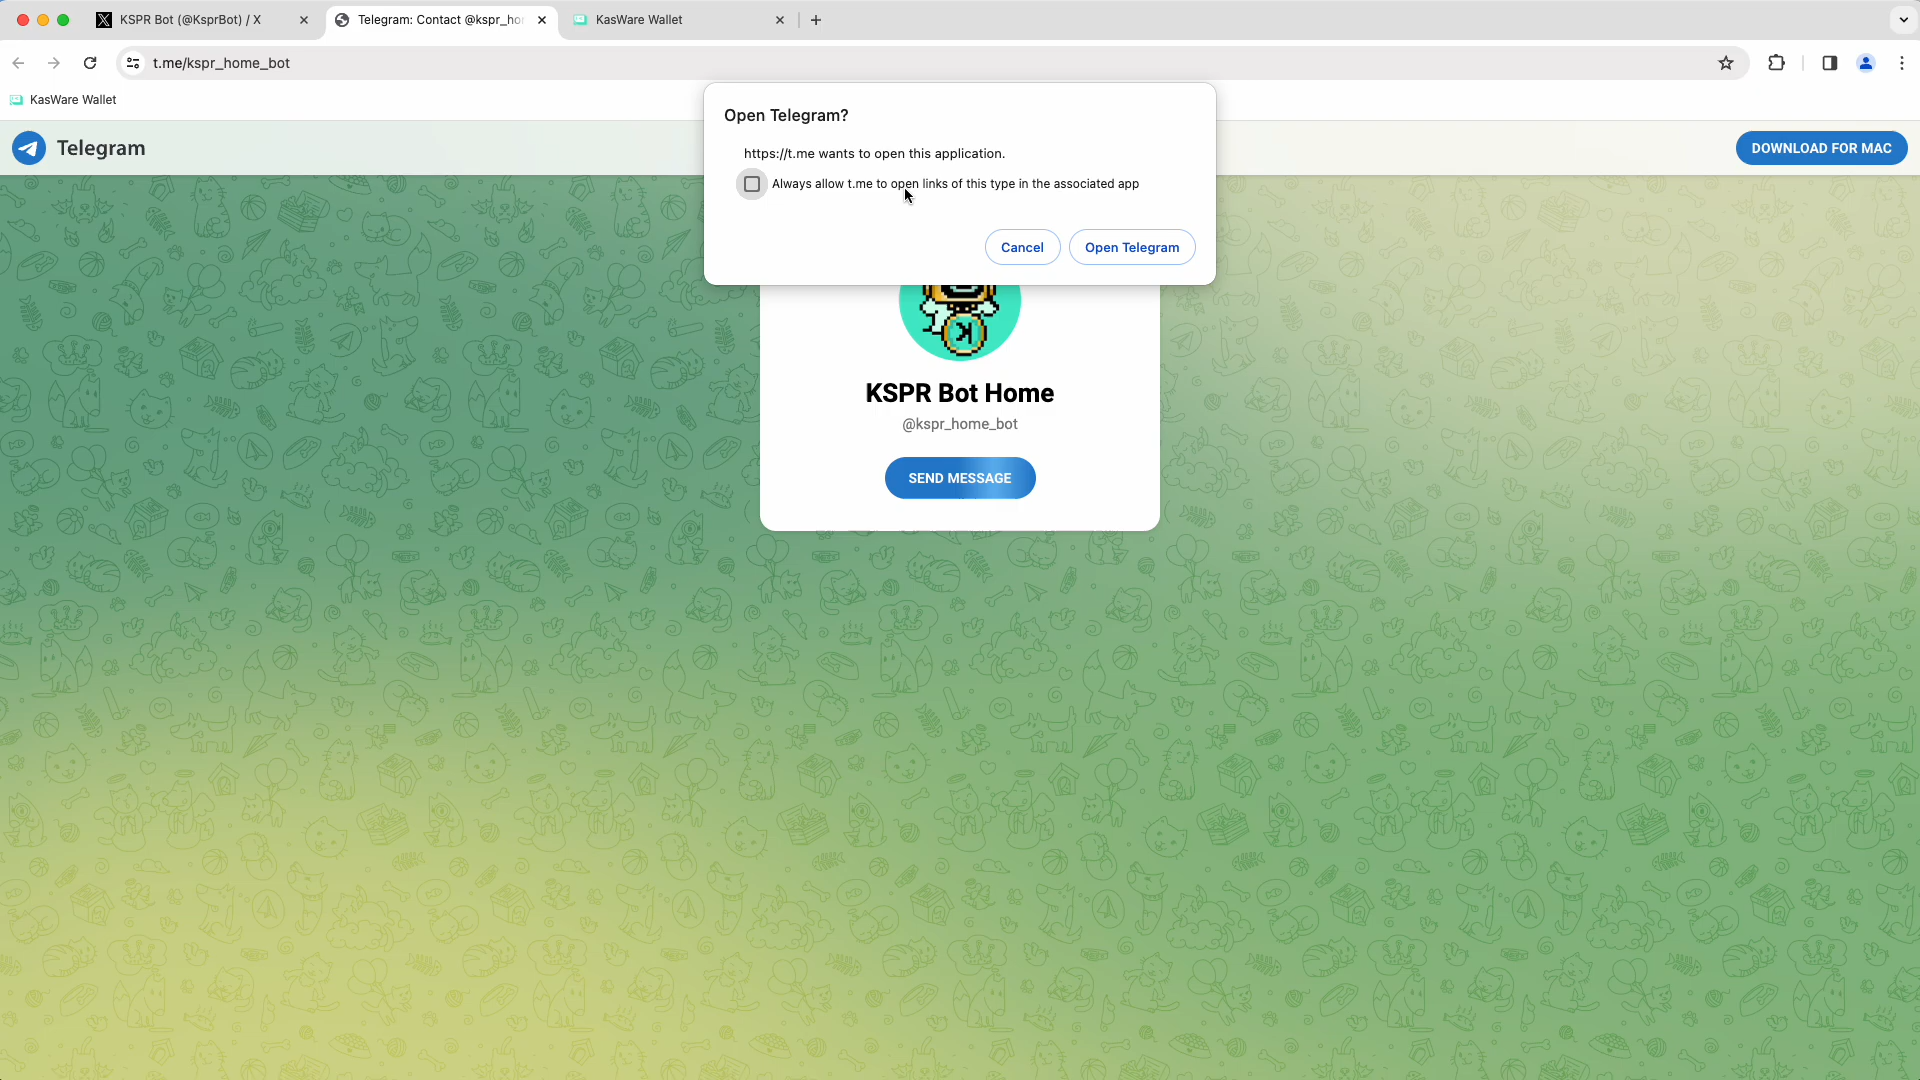 KSPR Bot (@KsprBot) / X
Telegram: Contact @kspr_ho
KasWare Wallet
t.me/kspr_home_bot
KasWare Wallet
Open Telegram?
https://t.me wants to open this application.
Always allow t.me to open links of this type in the associated app
Cancel
Open Telegram
Telegram
DOWNLOAD FOR MAC
KSPR Bot Home
@kspr_home_bot
SEND MESSAGE